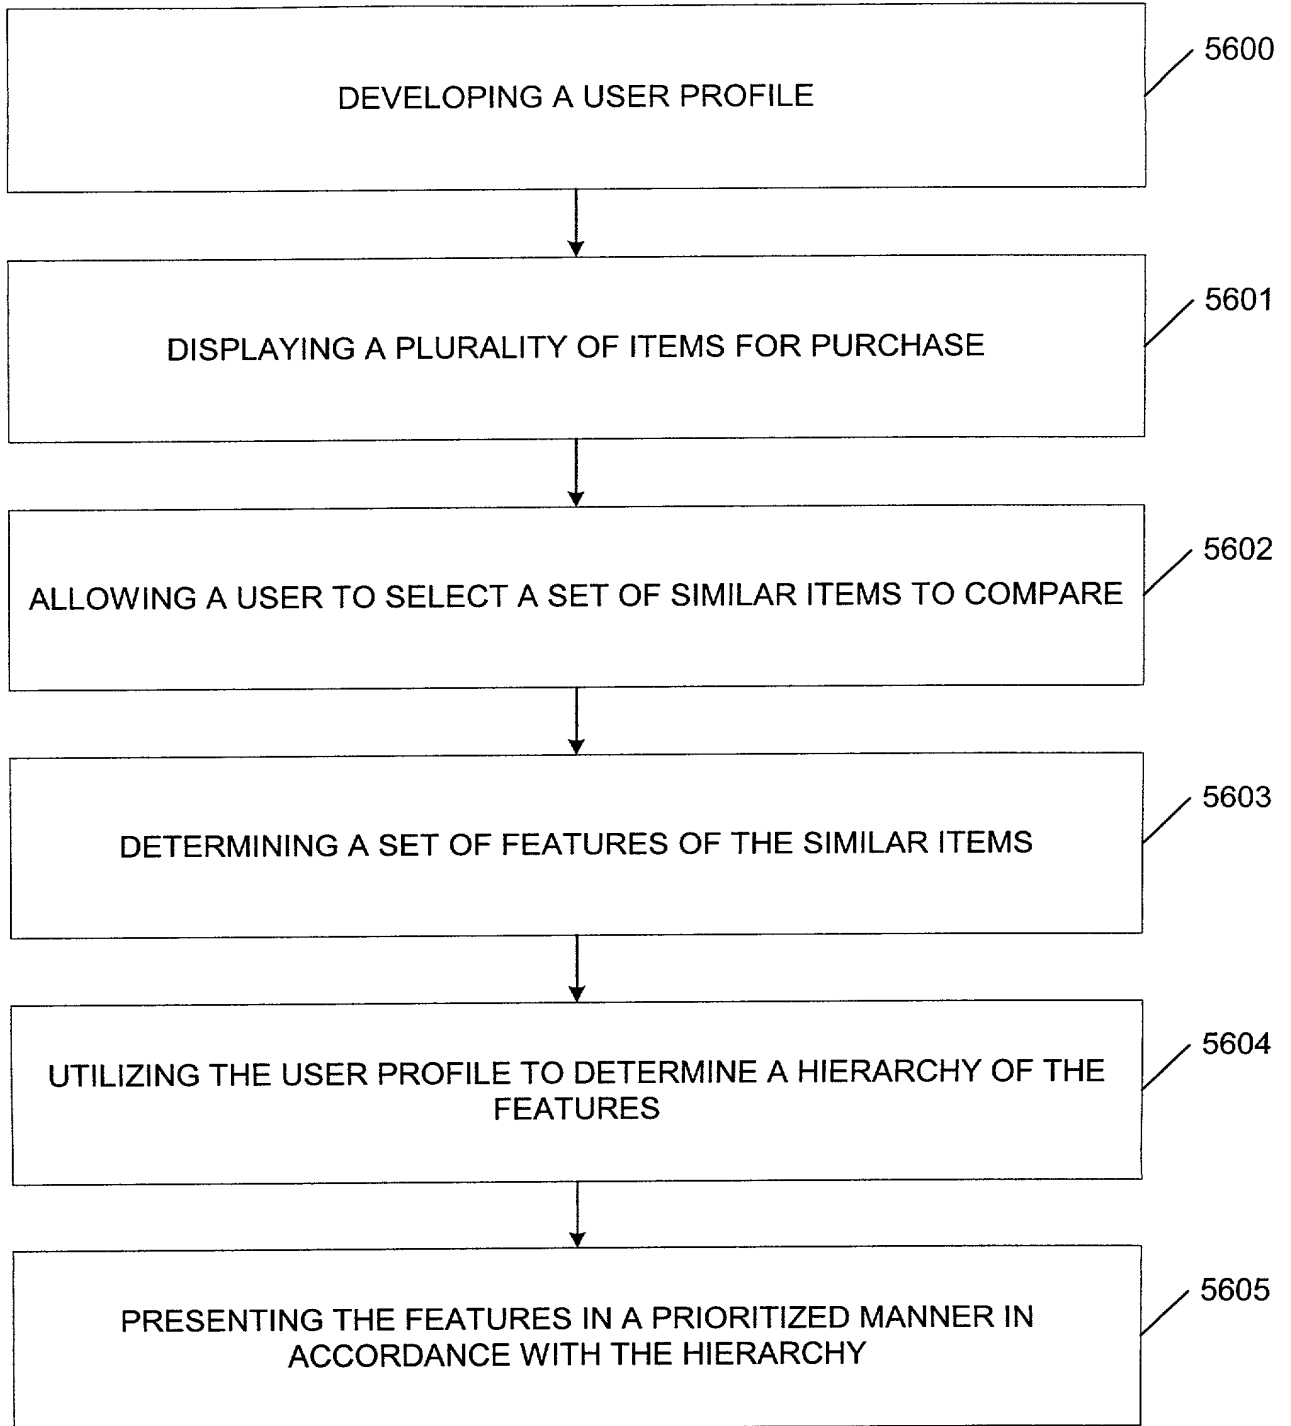 DEVELOPING A USER PROFILE
5600
DISPLAYING A PLURALITY OF ITEMS FOR PURCHASE
5601
ALLOWING A USER TO SELECT A SET OF SIMILAR ITEMS TO COMPARE
5602
DETERMINING A SET OF FEATURES OF THE SIMILAR ITEMS
5603
UTILIZING THE USER PROFILE TO DETERMINE A HIERARCHY OF THE
FEATURES
5604
PRESENTING THE FEATURES IN A PRIORITIZED MANNER IN
ACCORDANCE WITH THE HIERARCHY
5605